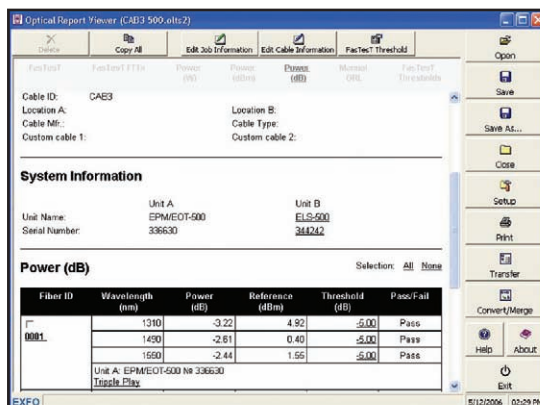 Optical Report Viewer (CAB3 500.olts2)
Delete Copy All Edit Job Information Edit Cable Information FasTesT Threshold
FasTesT FasTesT FTTx Power (W) Power (dBm) Power (dB) Manual ORL FasTesT Thresholds
Cable ID: CAB3
Location A: Location B:
Cable Mfr.: Cable Type:
Custom cable 1: Custom cable 2:
System Information
Unit A Unit B
Unit Name: EPM/EOT-500 ELS-500
Serial Number: 336630 344242
Power (dB) Selection: All None
Fiber ID Wavelength (nm) Power (dB) Reference (dBm) Threshold (dB) Pass/Fail
0001 1310 -3.22 4.92 -5.00 Pass
1490 -2.61 0.40 -5.00 Pass
1550 -2.44 1.55 -5.00 Pass
Unit A: EPM/EOT-500 № 336630
Tripple Play
Open
Save
Save As...
Close
Setup
Print
Transfer
Convert/Merge
Help About
Exit
EXFO 5/12/2006 02:29 PM